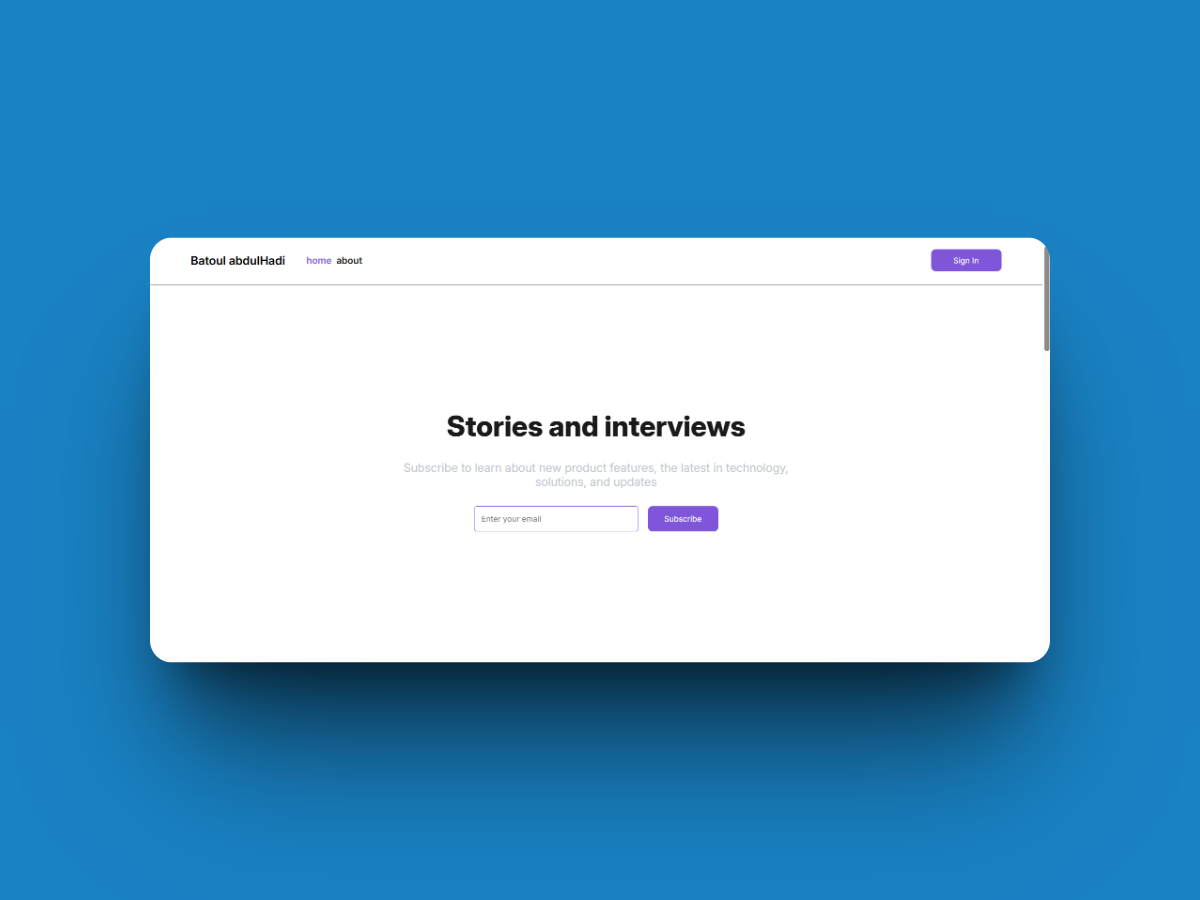 Batoul abdulHadi home about Sign In
Stories and interviews
Subscribe to learn about new product features, the latest in technology,
solutions, and updates
Enter your email Subscribe